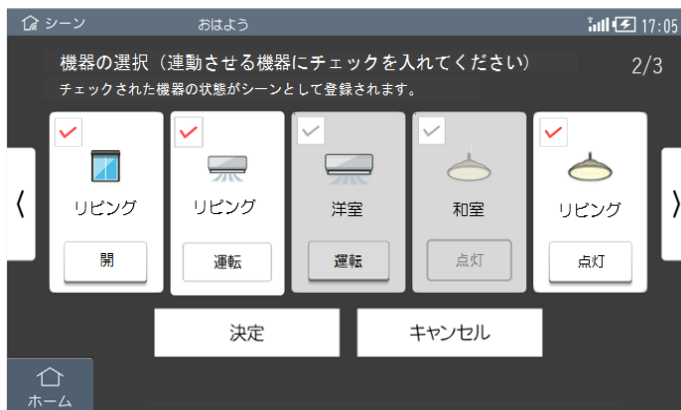 シーン おはよう 17:05
機器の選択（連動させる機器にチェックを入れてください） 2/3
チェックされた機器の状態がシーンとして登録されます。
リビング リビング 洋室 和室 リビング
開 運転 運転 点灯 点灯
決定 キャンセル
ホーム